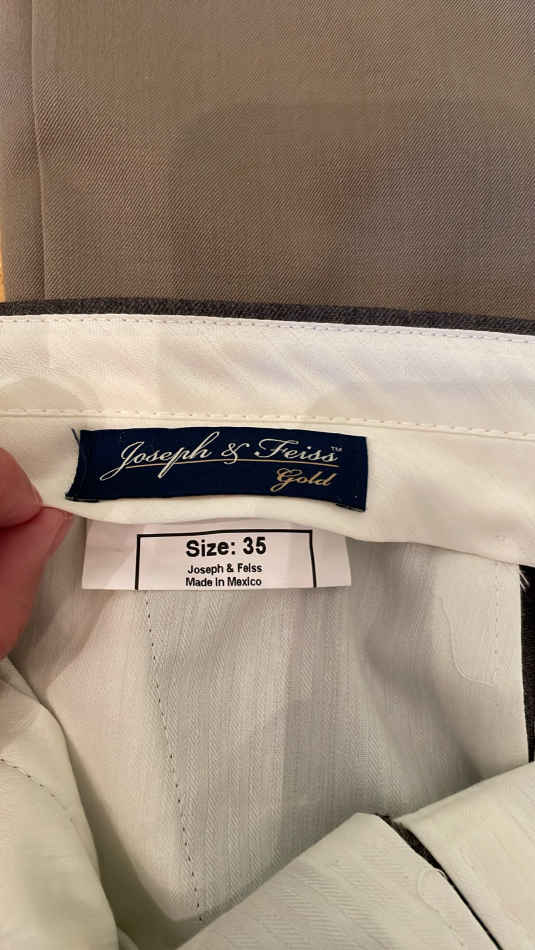 Joseph & Feiss™
Gold
Size: 35
Joseph & Feiss
Made in Mexico